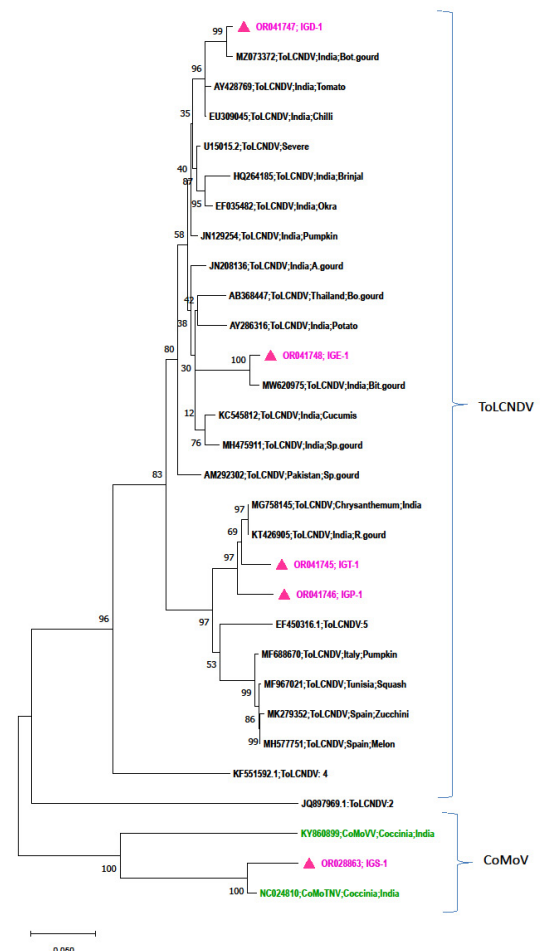 99
OR041747; IGD-1
MZ073372;ToLCNDV;India;Bot.gourd
96
AY428769;ToLCNDV;India;Tomato
35
EU309045;ToLCNDV;India;Chilli
U15015.2;ToLCNDV;Severe
40
87
HQ264185;ToLCNDV;India;Brinjal
95
EF035482;ToLCNDV;India;Okra
58
JN129254;ToLCNDV;India;Pumpkin
JN208136;ToLCNDV;India;A.gourd
42
AB368447;ToLCNDV;Thailand;Bo.gourd
38
AY286316;ToLCNDV;India;Potato
80
30
100
OR041748; IGE-1
MW620975;ToLCNDV;India;Bit.gourd
ToLCNDV
12
KC545812;ToLCNDV;India;Cucumis
76
MH475911;ToLCNDV;India;Sp.gourd
83
AM292302;ToLCNDV;Pakistan;Sp.gourd
97
MG758145;ToLCNDV;Chrysanthemum;India
69
KT426905;ToLCNDV;India;R.gourd
97
OR041745; IGT-1
OR041746; IGP-1
97
EF450316.1;ToLCNDV:5
53
MF688670;ToLCNDV;Italy;Pumpkin
99
MF967021;ToLCNDV;Tunisia;Squash
86
MK279352;ToLCNDV;Spain;Zucchini
99
MH577751;ToLCNDV;Spain;Melon
96
KF551592.1;ToLCNDV: 4
JQ897969.1:ToLCNDV:2
KY860899;CoMoVV;Coccinia;India
100
OR028863; IGS-1
CoMoV
100
NC024810;CoMoTNV;Coccinia;India
0.050